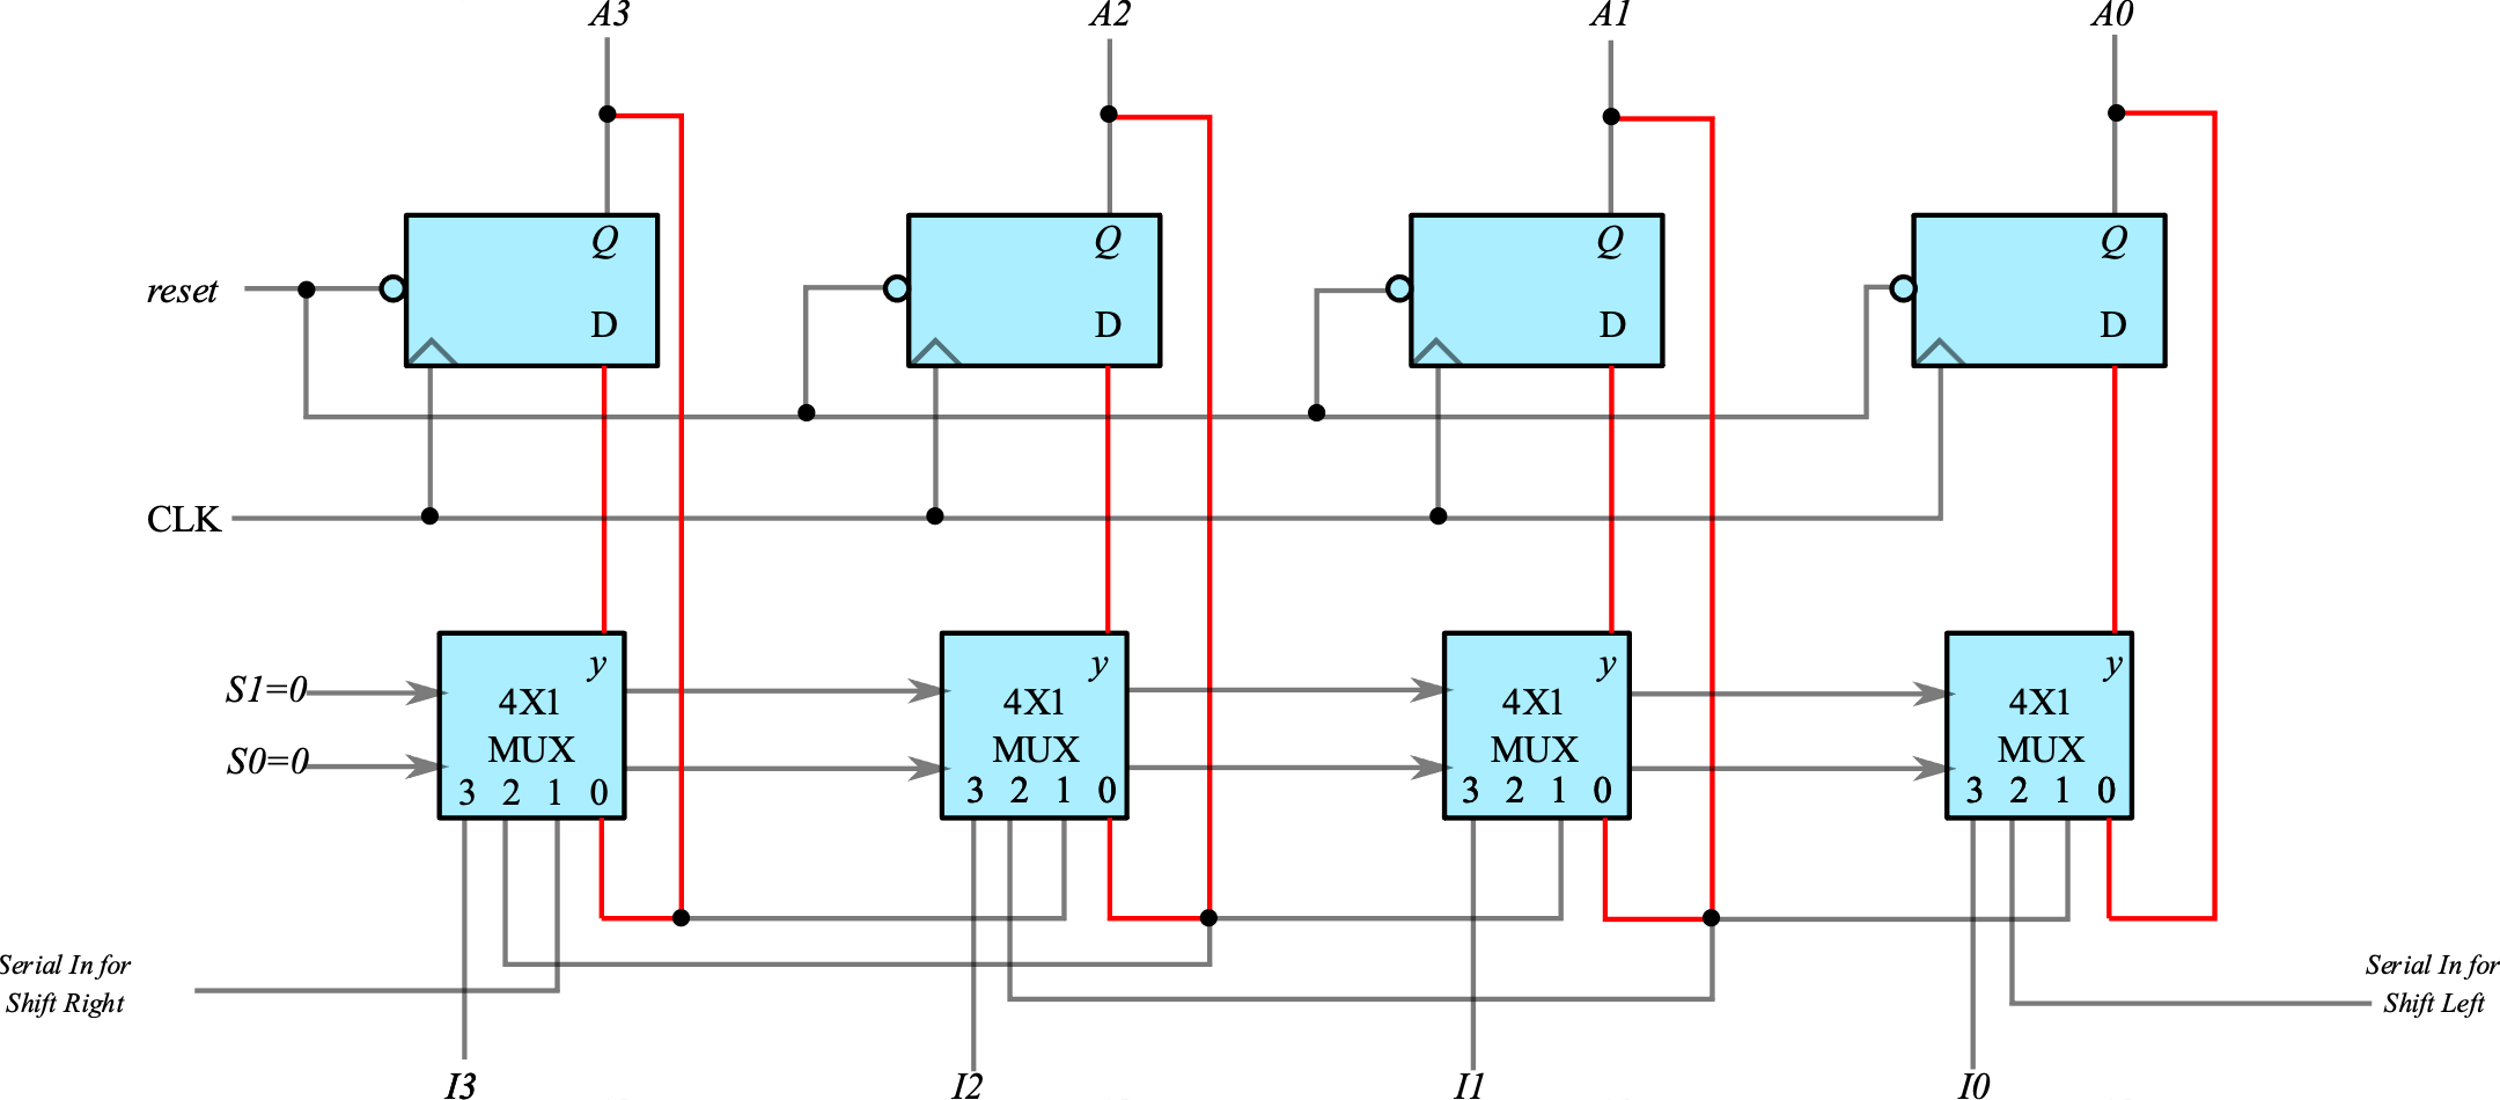 A3 A2 A1 A0
Q Q Q Q
reset
D D D D
CLK
y y y y
S1=0 4X1 4X1 4X1 4X1
S0=0 MUX MUX MUX MUX
3 2 1 0 3 2 1 0 3 2 1 0 3 2 1 0
Serial In for
Shift Right
Serial In for
Shift Left
I3 I2 I1 I0